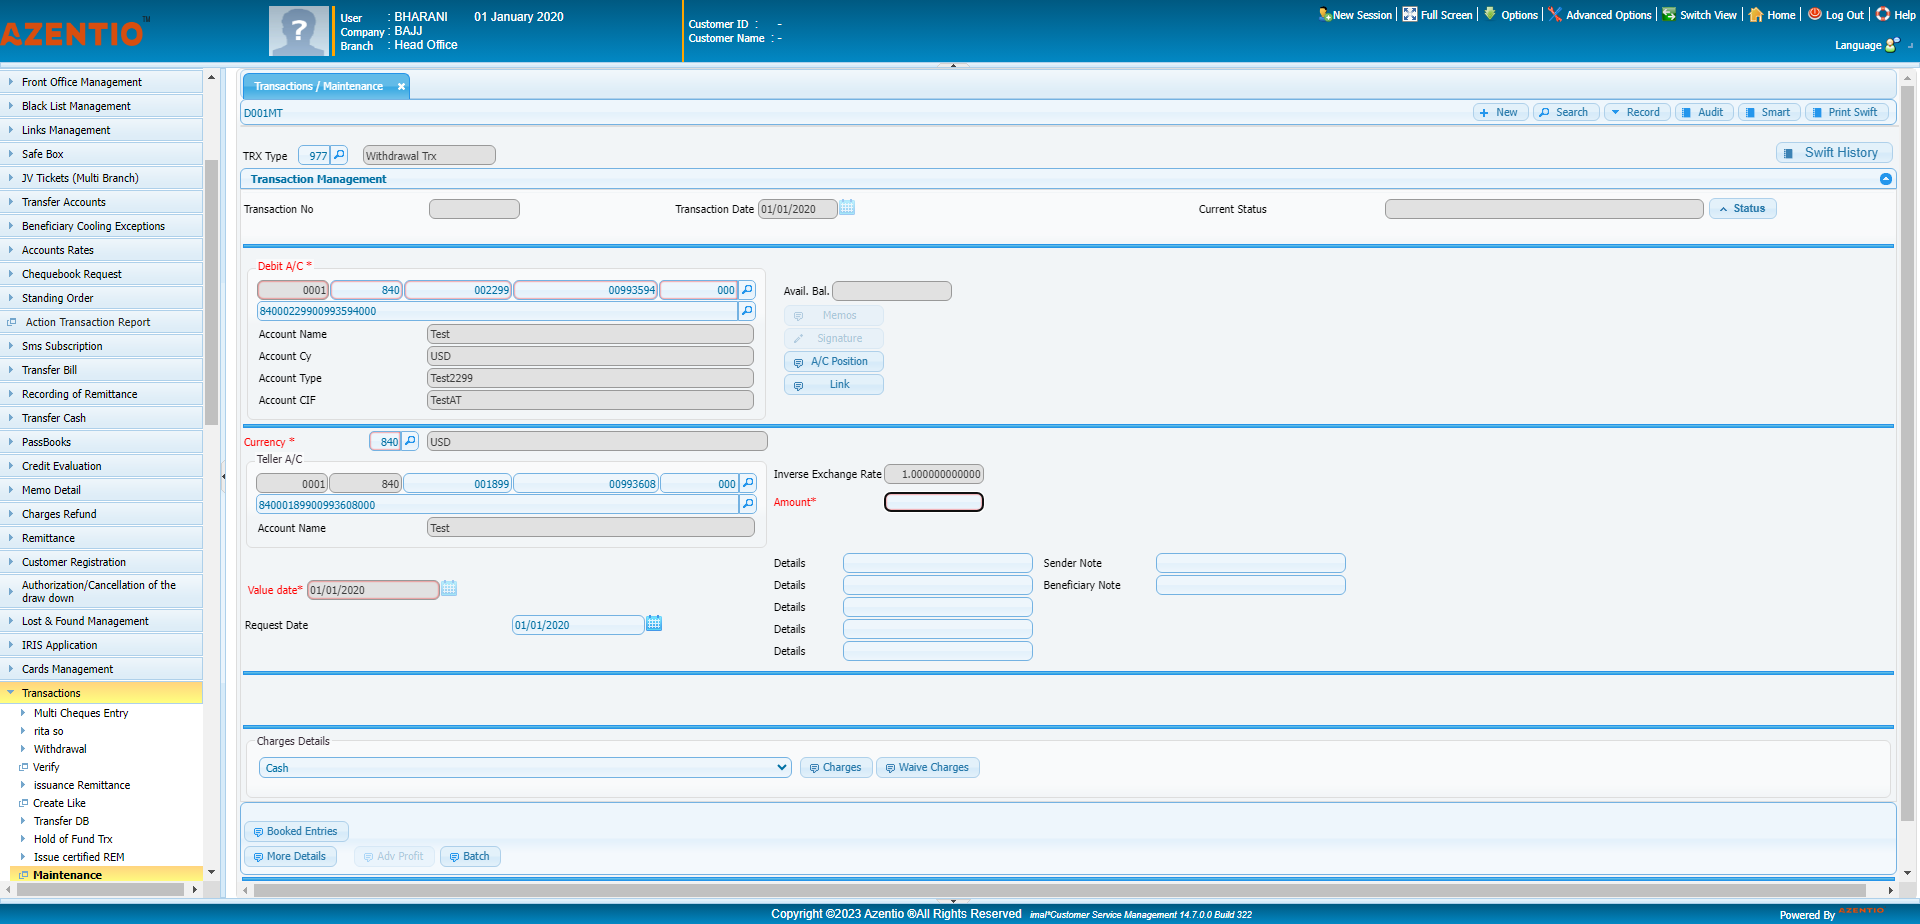 AZENTIO™
User : BHARANI 01 January 2020
Company : BAJJ
Branch : Head Office
Customer ID : -
Customer Name : -
New Session
Full Screen
Options
Advanced Options
Switch View
Home
Log Out
Help
Language
Front Office Management
Black List Management
Links Management
Safe Box
JV Tickets (Multi Branch)
Transfer Accounts
Beneficiary Cooling Exceptions
Accounts Rates
Chequebook Request
Standing Order
Action Transaction Report
Sms Subscription
Transfer Bill
Recording of Remittance
Transfer Cash
PassBooks
Credit Evaluation
Memo Detail
Charges Refund
Remittance
Customer Registration
Authorization/Cancellation of the
draw down
Lost & Found Management
IRIS Application
Cards Management
Transactions
Multi Cheques Entry
rita so
Withdrawal
Verify
issuance Remittance
Create Like
Transfer DB
Hold of Fund Trx
Issue certified REM
Maintenance
Transactions / Maintenance
D001MT
New
Search
Record
Audit
Smart
Print Swift
TRX Type 977 Withdrawal Trx
Swift History
Transaction Management
Transaction No
Transaction Date 01/01/2020
Current Status
Status
Debit A/C *
0001 840 002299 00993594 000
84000229900993594000
Account Name Test
Account Cy USD
Account Type Test2299
Account CIF TestAT
Avail. Bal.
Memos
Signature
A/C Position
Link
Currency * 840 USD
Teller A/C
0001 840 001899 00993608 000
84000189900993608000
Account Name Test
Inverse Exchange Rate 1.000000000000
Amount*
Value date* 01/01/2020
Request Date 01/01/2020
Details
Details
Details
Details
Details
Sender Note
Beneficiary Note
Charges Details
Cash
Charges
Waive Charges
Booked Entries
More Details
Adv Profit
Batch
Copyright ©2023 Azentio ®All Rights Reserved imal*Customer Service Management 14.7.0.0 Build 322
Powered By AZENTIO